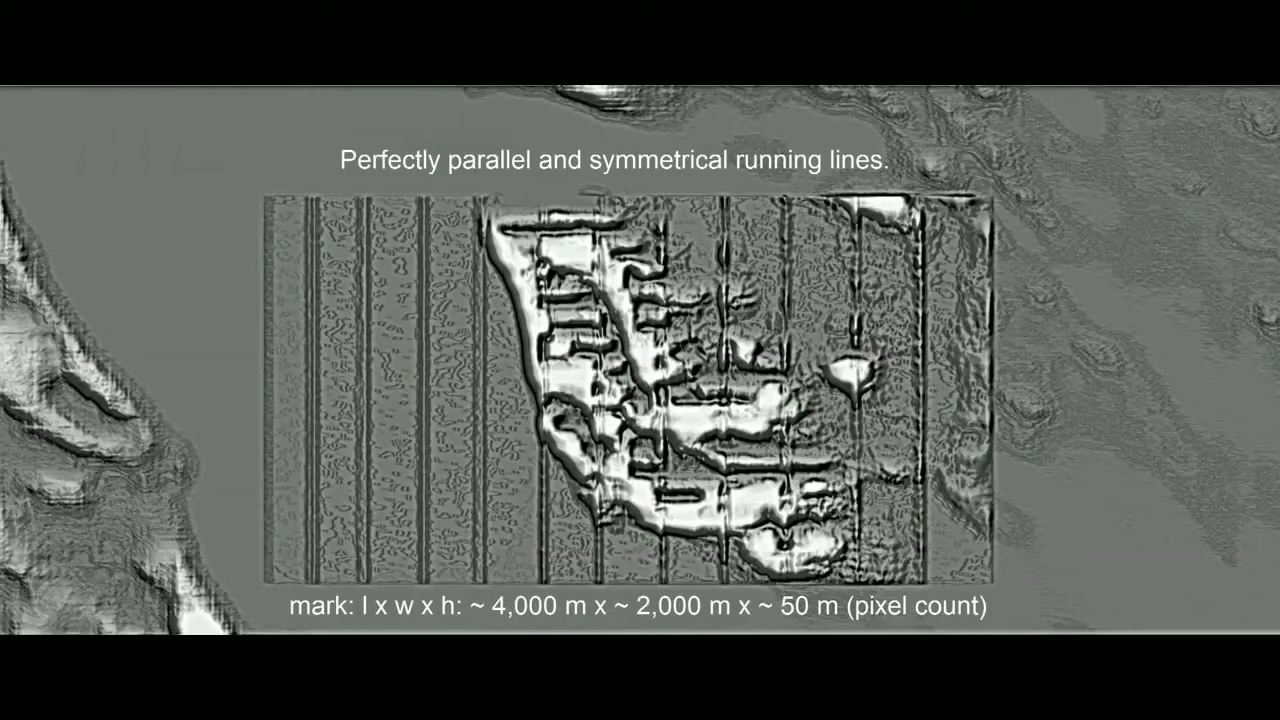 Perfectly parallel and symmetrical running lines.
mark: l x w x h: ~ 4,000 m x ~ 2,000 m x ~ 50 m (pixel count)